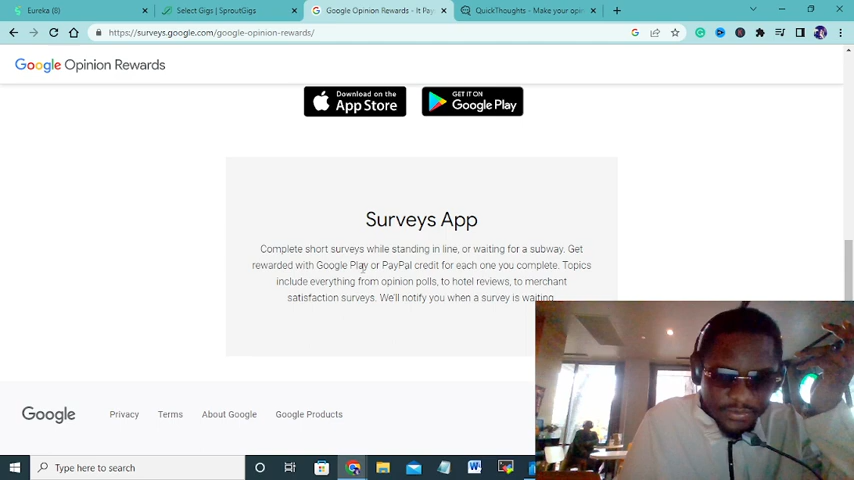 Eureka (8)
Select Gigs | SproutGigs
Google Opinion Rewards - It Pay
QuickThoughts - Make your opin
https://surveys.google.com/google-opinion-rewards/
Google Opinion Rewards
Download on the
App Store
GET IT ON
Google Play
Surveys App
Complete short surveys while standing in line, or waiting for a subway. Get
rewarded with Google Play or PayPal credit for each one you complete. Topics
include everything from opinion polls, to hotel reviews, to merchant
satisfaction surveys. We'll notify you when a survey is waiting.
Google
Privacy
Terms
About Google
Google Products
Type here to search